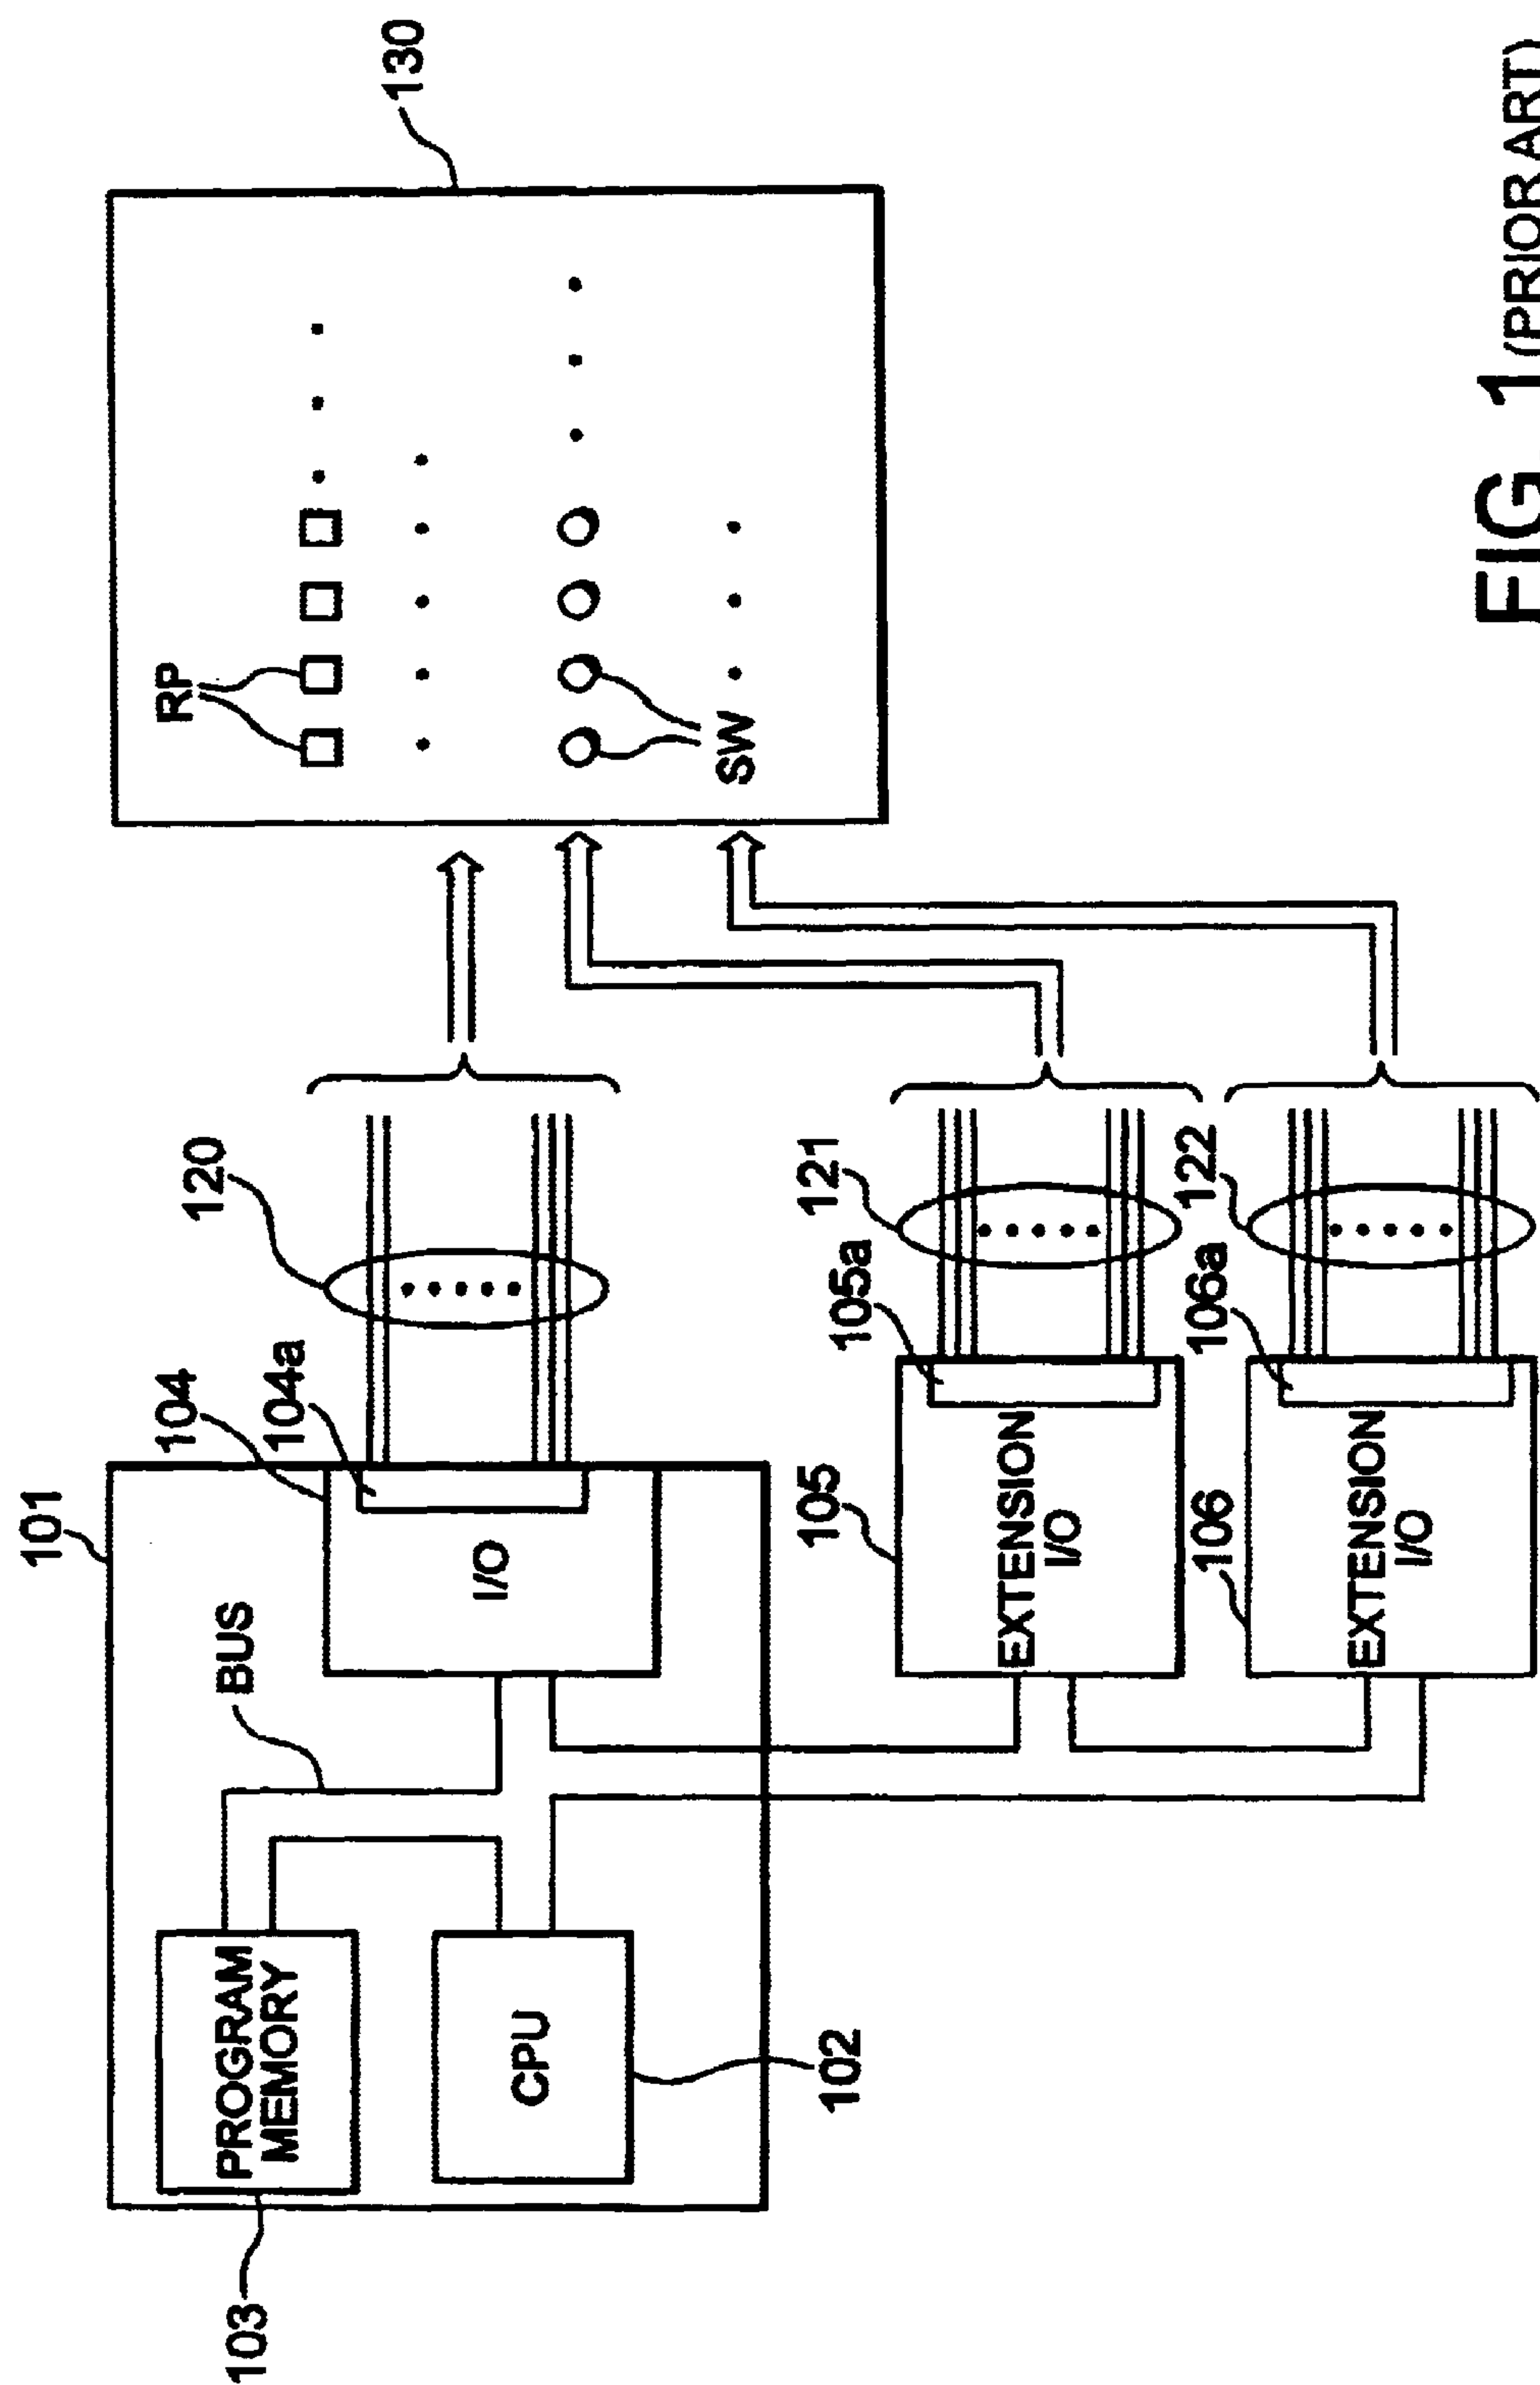 101
104
104a
120
RP
130
BUS
103
PROGRAM
MEMORY
I/O
CPU
102
SW
105
105a
121
EXTENSION
I/O
106
106a
122
EXTENSION
I/O
FIG. 1 (PRIOR ART)